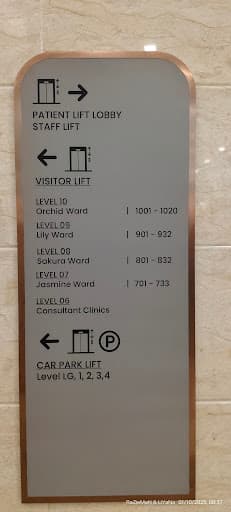 PATIENT LIFT LOBBY
STAFF LIFT
VISITOR LIFT
LEVEL 10
Orchid Ward | 1001 - 1020
LEVEL 09
Lily Ward | 901 - 932
LEVEL 08
Sakura Ward | 801 - 832
LEVEL 07
Jasmine Ward | 701 - 733
LEVEL 06
Consultant Clinics
P
CAR PARK LIFT
Level LG, 1, 2, 3,4